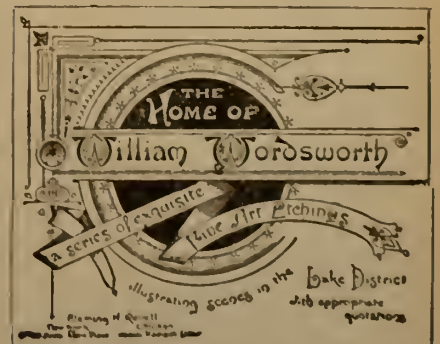 THE
HOME OF
William Wordsworth
a series of exquisite
Fine Art Etchings
illustrating scenes in the Lake District
with appropriate
quotations
Fleming H. Revell
New York Chicago